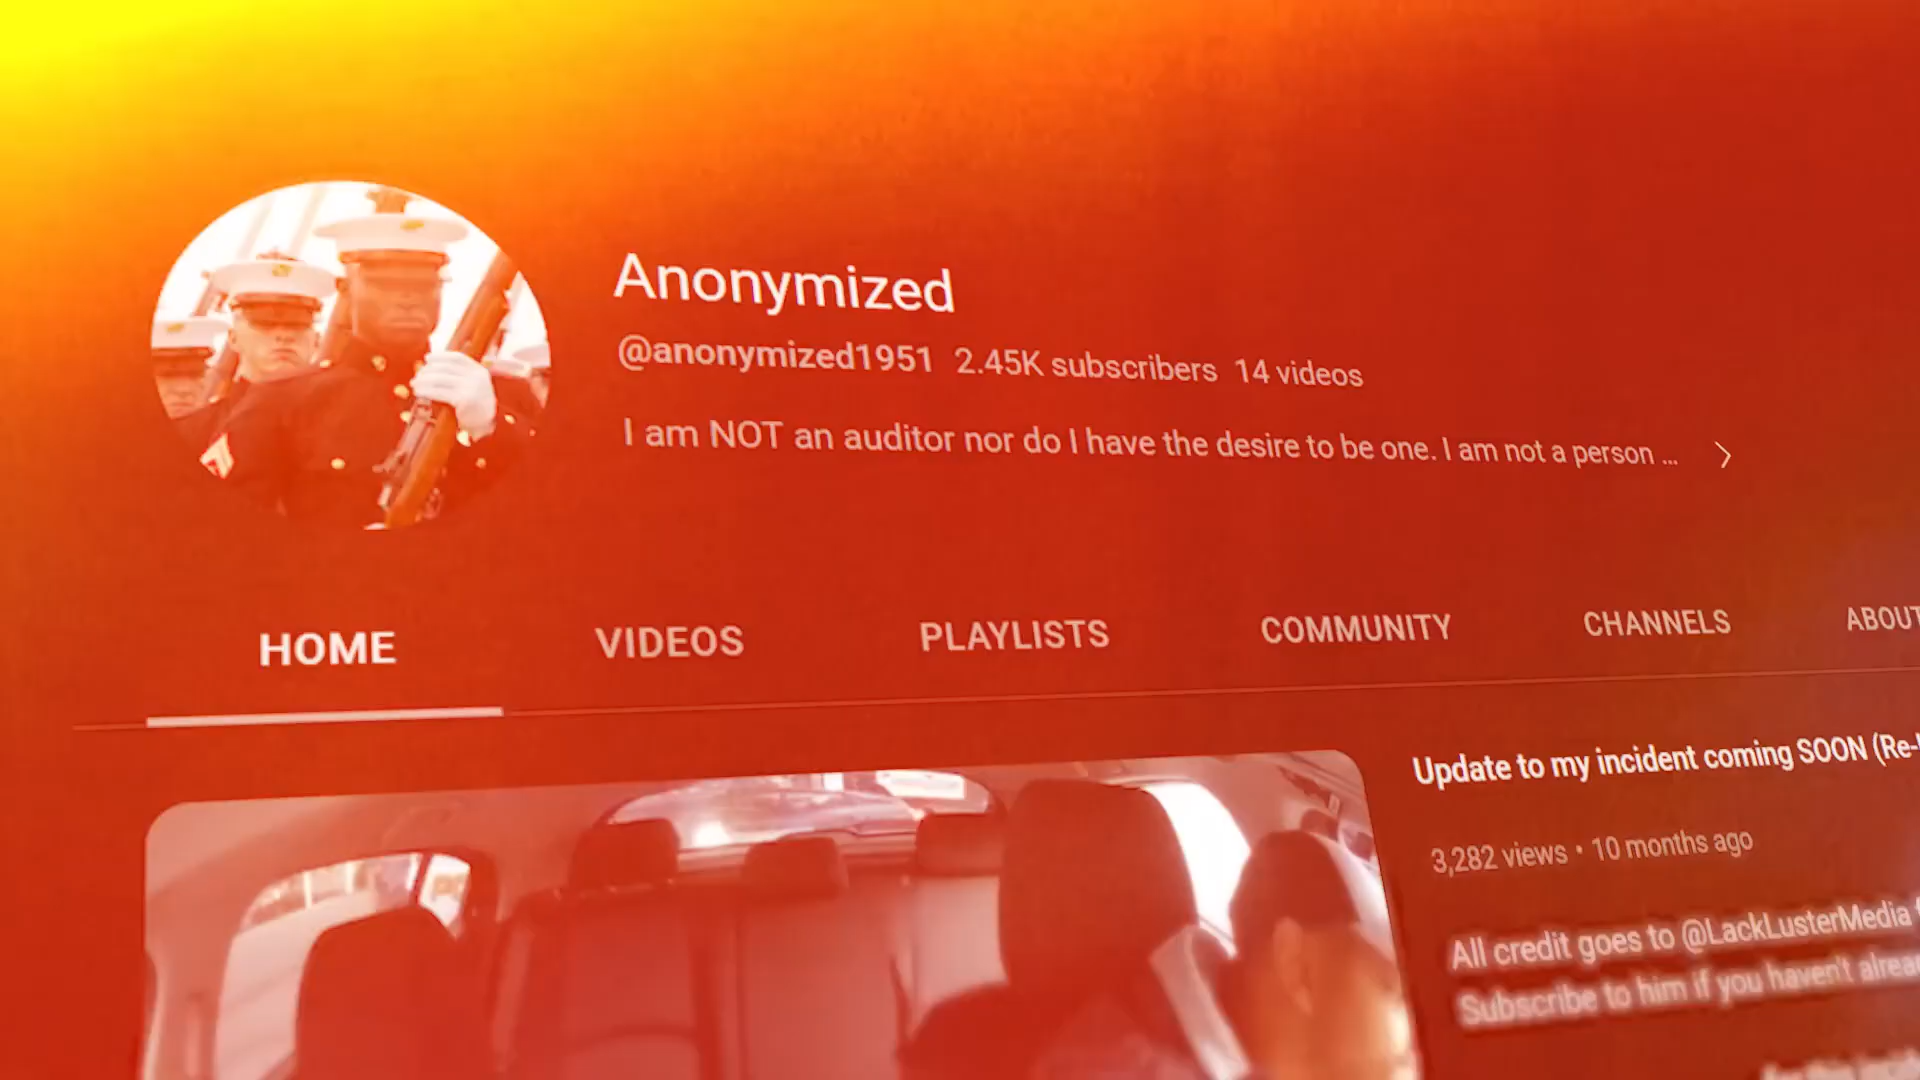 Anonymized
@anonymized1951 2.45K subscribers 14 videos
I am NOT an auditor nor do I have the desire to be one. I am not a person ...
HOME VIDEOS PLAYLISTS COMMUNITY CHANNELS ABOUT
Update to my incident coming SOON (Re-
3,282 views • 10 months ago
All credit goes to @LackLusterMedia
Subscribe to him if you haven't